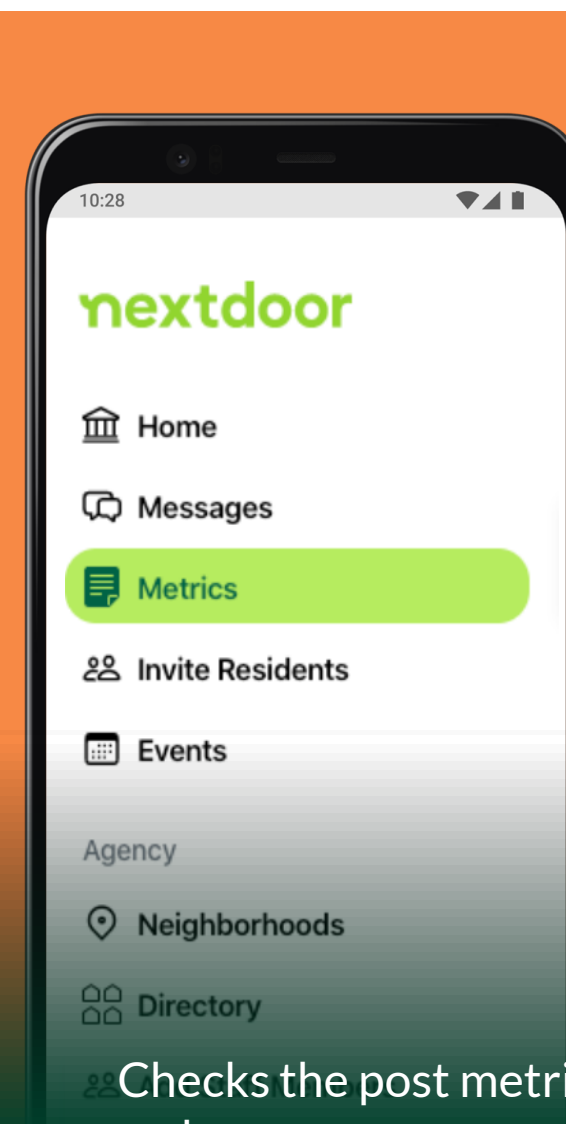 10:28
nextdoor
Home
Messages
Metrics
Invite Residents
Events
Agency
Neighborhoods
Directory
Checks the post metri